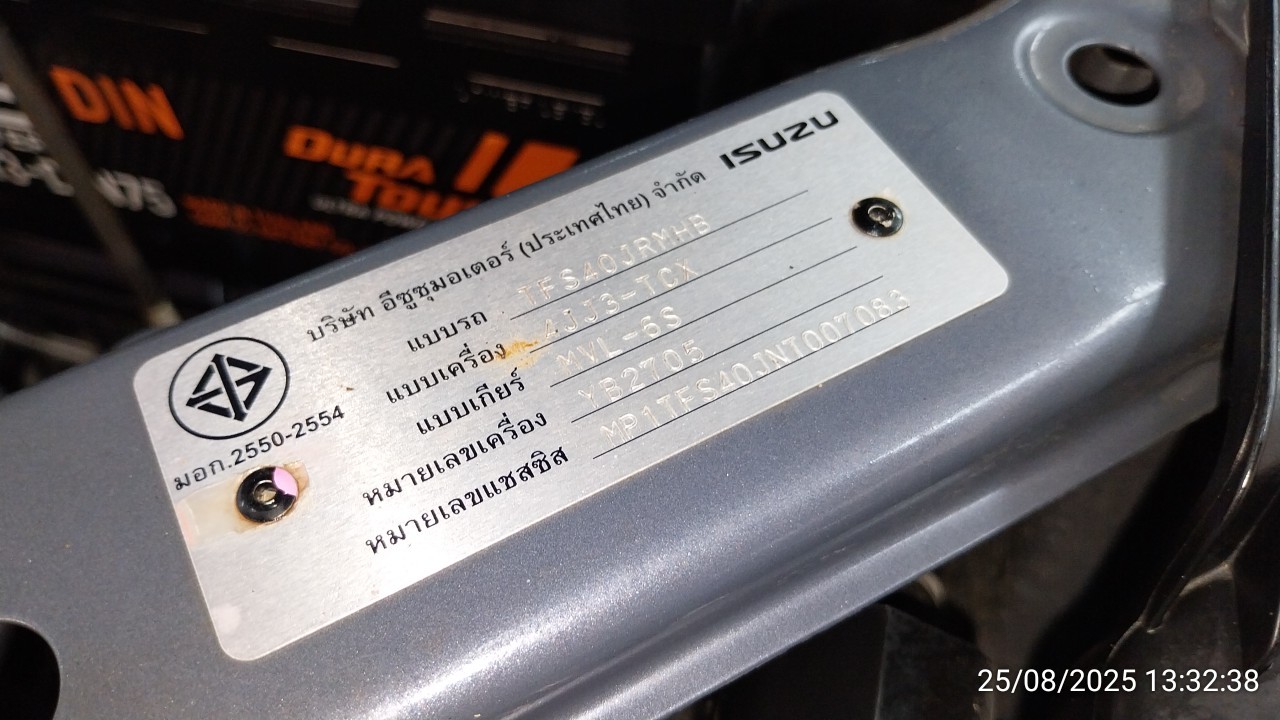 DIN
DURA
ISUZU
บริษัท อีซูซุมอเตอร์ (ประเทศไทย) จำกัด
แบบรถ TFS40JRMHB
แบบเครื่อง 4JJ3-TCX
แบบเกียร์ MVL-6S
หมายเลขเครื่อง YB2705
หมายเลขแชสซิส MP1TFS40JNT007083
มอก.2550-2554
25/08/2025 13:32:38